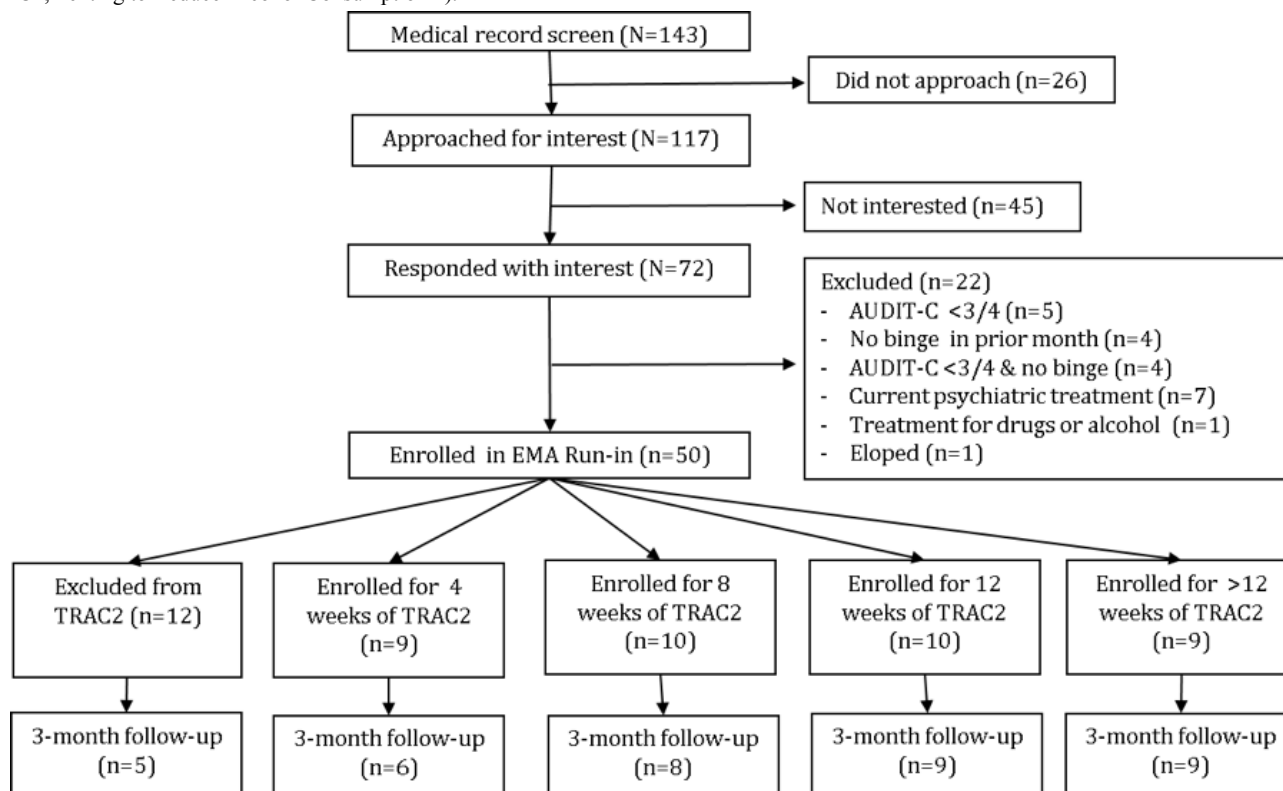 Medical record screen (N=143)
Did not approach (n=26)
Approached for interest (N=117)
Not interested (n=45)
Responded with interest (N=72)
Excluded (n=22)
- AUDIT-C <3/4 (n=5)
- No binge in prior month (n=4)
- AUDIT-C <3/4 & no binge (n=4)
- Current psychiatric treatment (n=7)
- Treatment for drugs or alcohol (n=1)
- Eloped (n=1)
Enrolled in EMA Run-in (n=50)
Excluded from
TRAC2 (n=12)
Enrolled for 4
weeks of TRAC2
(n=9)
Enrolled for 8
weeks of TRAC2
(n=10)
Enrolled for 12
weeks of TRAC2
(n=10)
Enrolled for >12
weeks of TRAC2
(n=9)
3-month follow-up
(n=5)
3-month follow-up
(n=6)
3-month follow-up
(n=8)
3-month follow-up
(n=9)
3-month follow-up
(n=9)